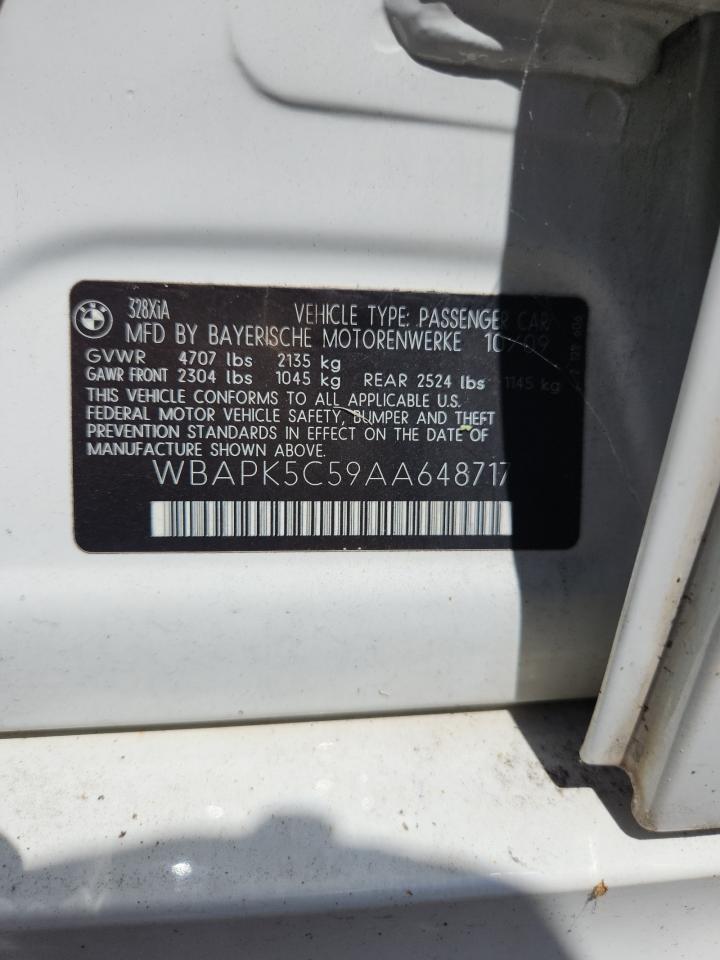 BMW
328XiA VEHICLE TYPE: PASSENGER CAR
MFD BY BAYERISCHE MOTORENWERKE 10/09
GVWR 4707 lbs 2135 kg
GAWR FRONT 2304 lbs 1045 kg REAR 2524 lbs 1145 kg
THIS VEHICLE CONFORMS TO ALL APPLICABLE U.S.
FEDERAL MOTOR VEHICLE SAFETY, BUMPER AND THEFT
PREVENTION STANDARDS IN EFFECT ON THE DATE OF
MANUFACTURE SHOWN ABOVE.
WBAPK5C59AA648717